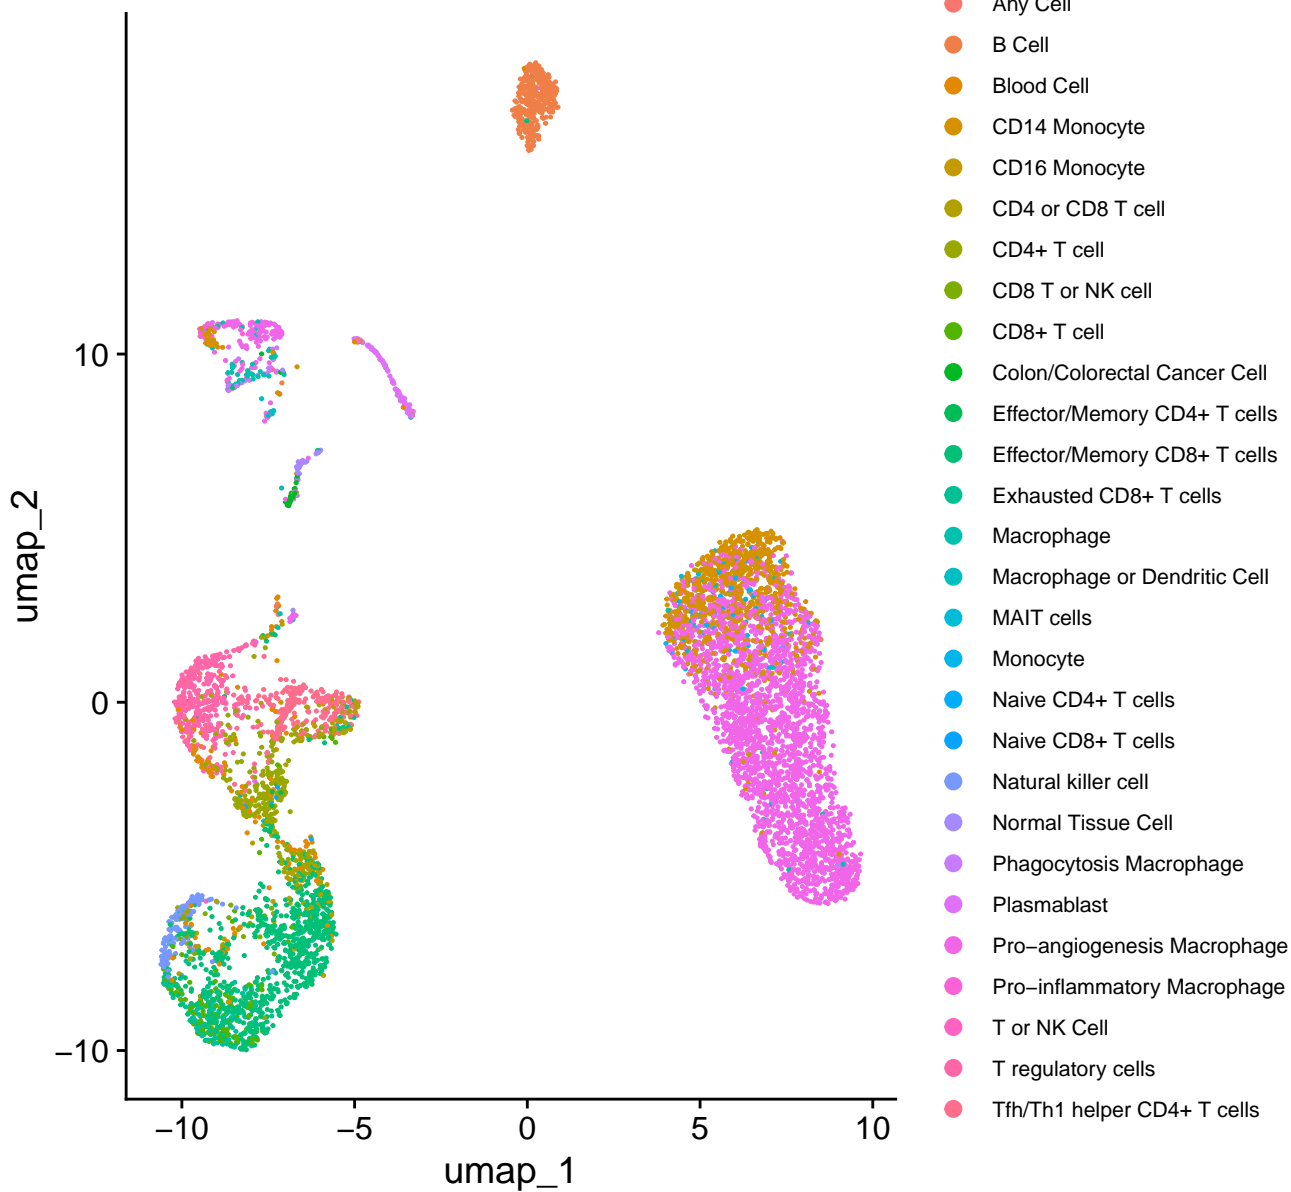 Any Cell
B Cell
Blood Cell
CD14 Monocyte
CD16 Monocyte
CD4 or CD8 T cell
CD4+ T cell
CD8 T or NK cell
CD8+ T cell
Colon/Colorectal Cancer Cell
Effector/Memory CD4+ T cells
Effector/Memory CD8+ T cells
Exhausted CD8+ T cells
Macrophage
Macrophage or Dendritic Cell
MAIT cells
Monocyte
Naive CD4+ T cells
Naive CD8+ T cells
Natural killer cell
Normal Tissue Cell
Phagocytosis Macrophage
Plasmablast
Pro−angiogenesis Macrophage
Pro−inflammatory Macrophage
T or NK Cell
T regulatory cells
Tfh/Th1 helper CD4+ T cells
10
0
−10
umap_2
−10
−5
0
5
10
umap_1